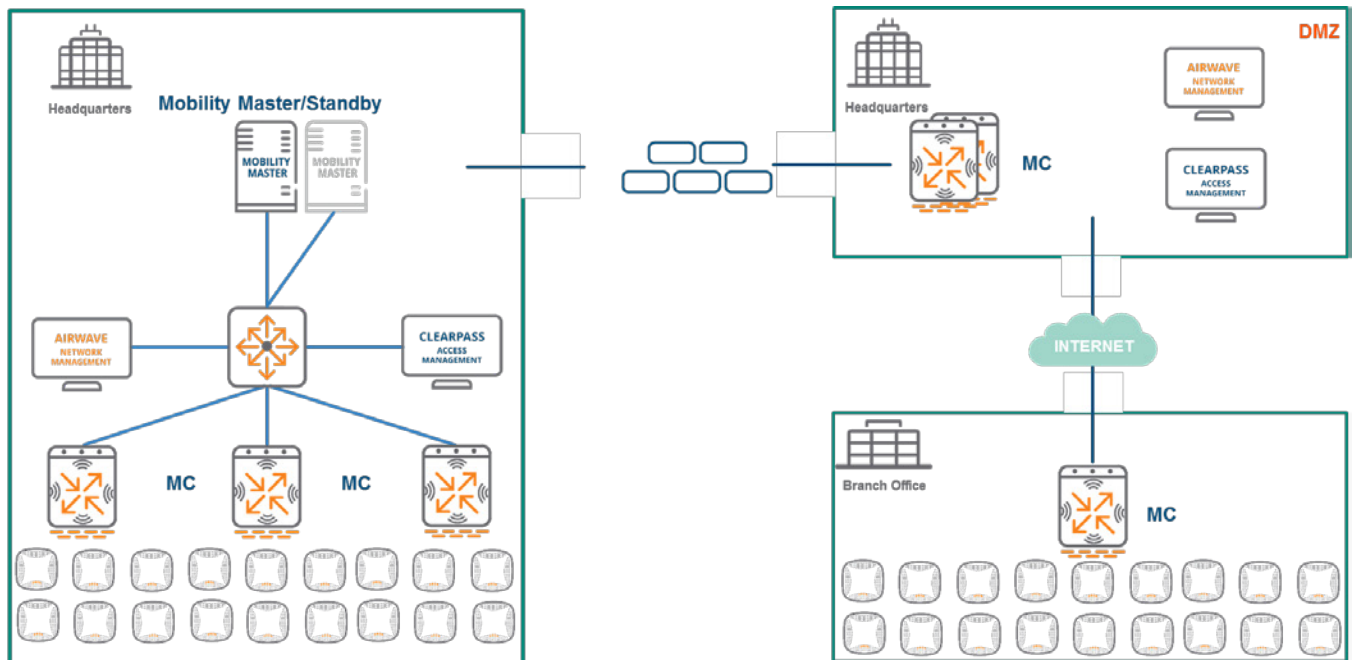 Headquarters
Mobility Master/Standby
MOBILITY
MASTER
MOBILITY
MASTER
AIRWAVE
NETWORK
MANAGEMENT
CLEARPASS
ACCESS
MANAGEMENT
MC
MC
DMZ
Headquarters
MC
AIRWAVE
NETWORK
MANAGEMENT
CLEARPASS
ACCESS
MANAGEMENT
INTERNET
Branch Office
MC